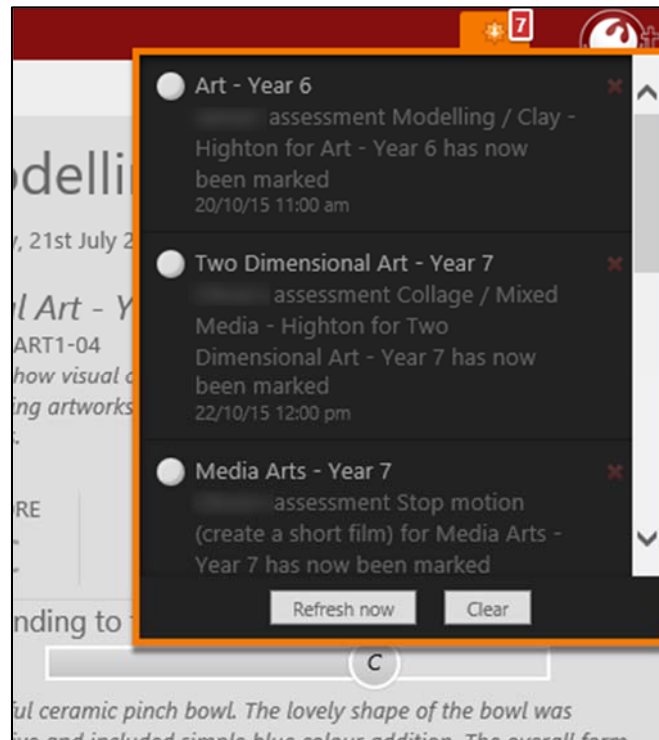 7
Art - Year 6
assessment Modelling / Clay -
Highton for Art - Year 6 has now
been marked
20/10/15 11:00 am
Two Dimensional Art - Year 7
assessment Collage / Mixed
Media - Highton for Two
Dimensional Art - Year 7 has now
been marked
22/10/15 12:00 pm
Media Arts - Year 7
assessment Stop motion
(create a short film) for Media Arts -
Year 7 has now been marked
Refresh now
Clear
delli
, 21st July 2
l Art - Y
ART1-04
how visual
ing artworks
RE
nding to
C
ful ceramic pinch bowl. The lovely shape of the bowl was
and included simple blue colour addition. The overall form